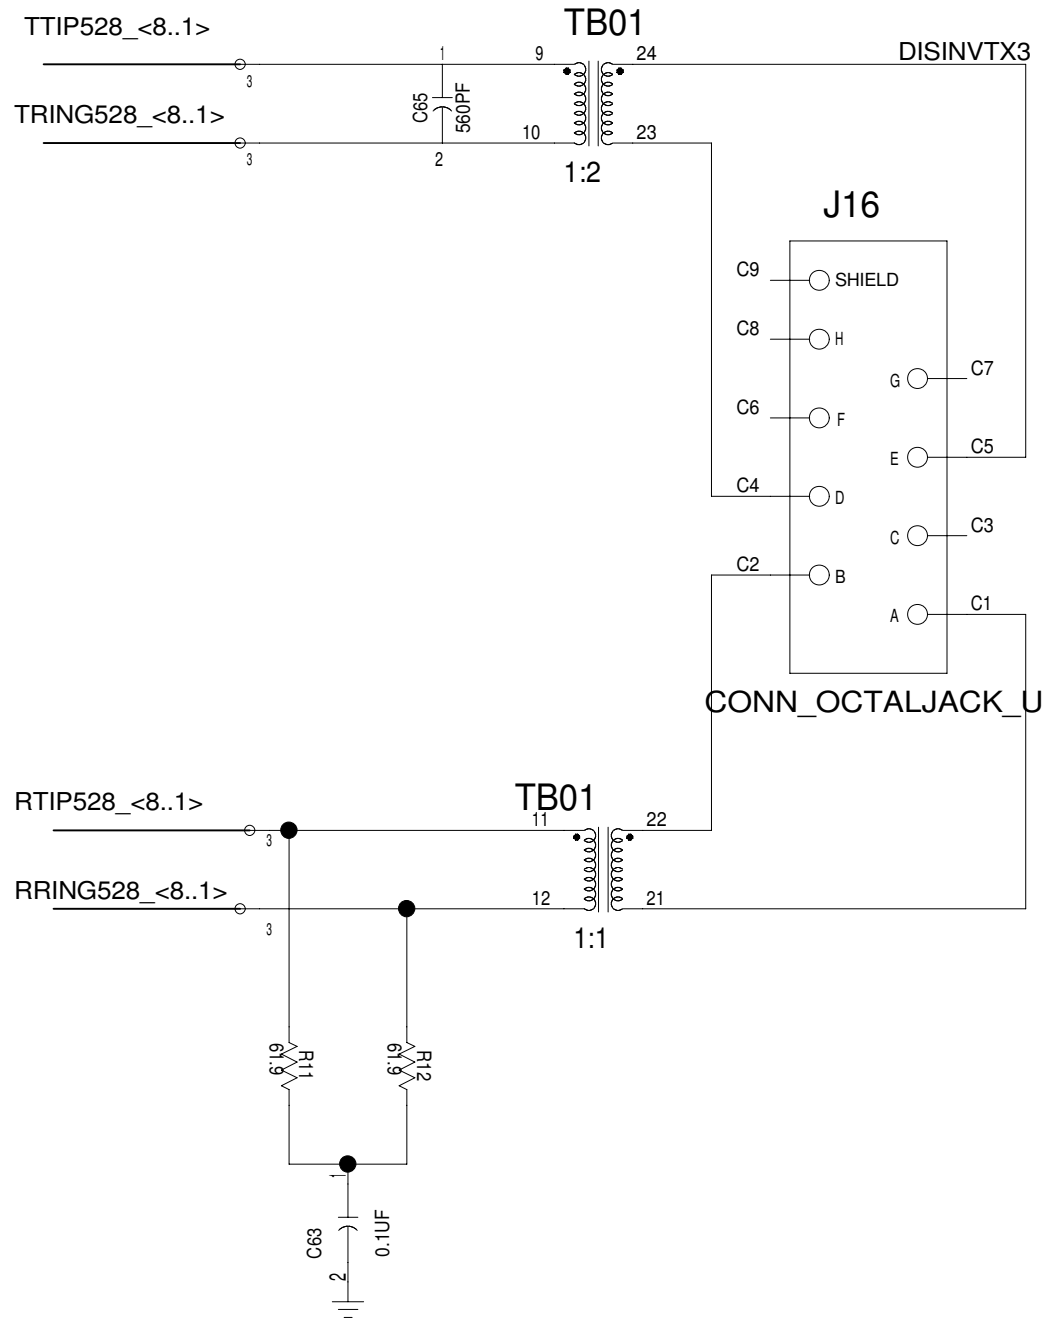 TTIP528_<8..1>
TB01
DISINVTX3
1
9
24
3
C65
560PF
TRING528_<8..1>
10
23
3
2
1:2
J16
C9
SHIELD
C8
H
G
C7
C6
F
E
C5
C4
D
C
C3
C2
B
A
C1
CONN_OCTALJACK_U
RTIP528_<8..1>
TB01
11
22
3
RRING528_<8..1>
12
21
3
1:1
61.9
R11
61.9
R12
1
C63
0.1UF
2